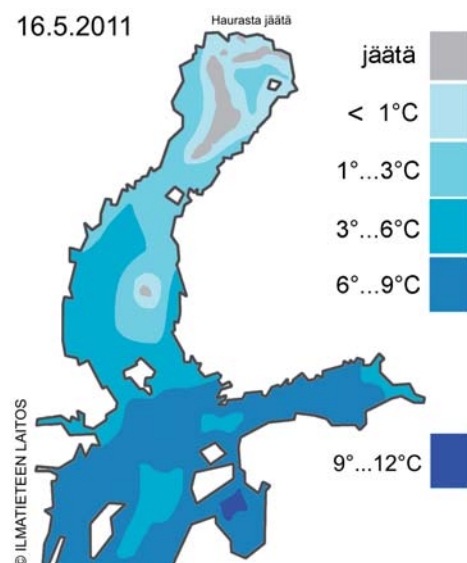 16.5.2011
Haurasta jäätä
jäätä
< 1°C
1°...3°C
3°...6°C
6°...9°C
9°...12°C
© ILMATIETEEN LAITOS